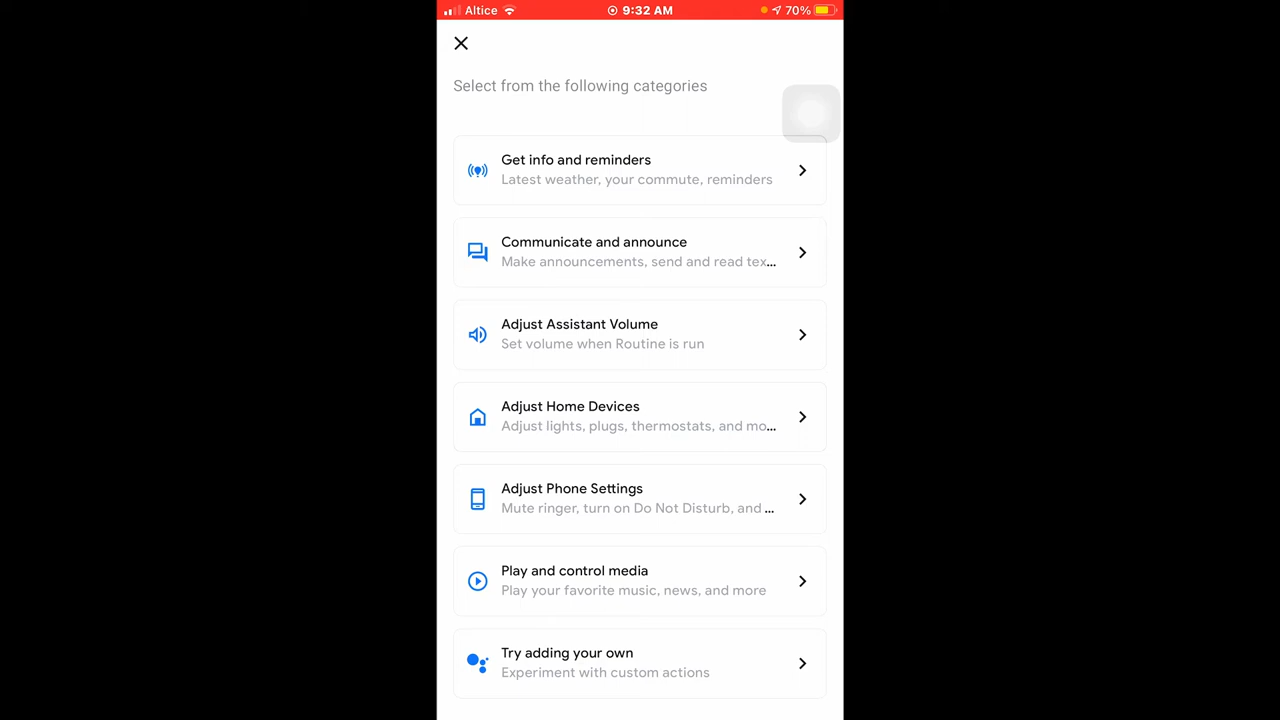 Altice 9:32 AM 70%
Select from the following categories
Get info and reminders
Latest weather, your commute, reminders
Communicate and announce
Make announcements, send and read tex...
Adjust Assistant Volume
Set volume when Routine is run
Adjust Home Devices
Adjust lights, plugs, thermostats, and mo...
Adjust Phone Settings
Mute ringer, turn on Do Not Disturb, and ...
Play and control media
Play your favorite music, news, and more
Try adding your own
Experiment with custom actions